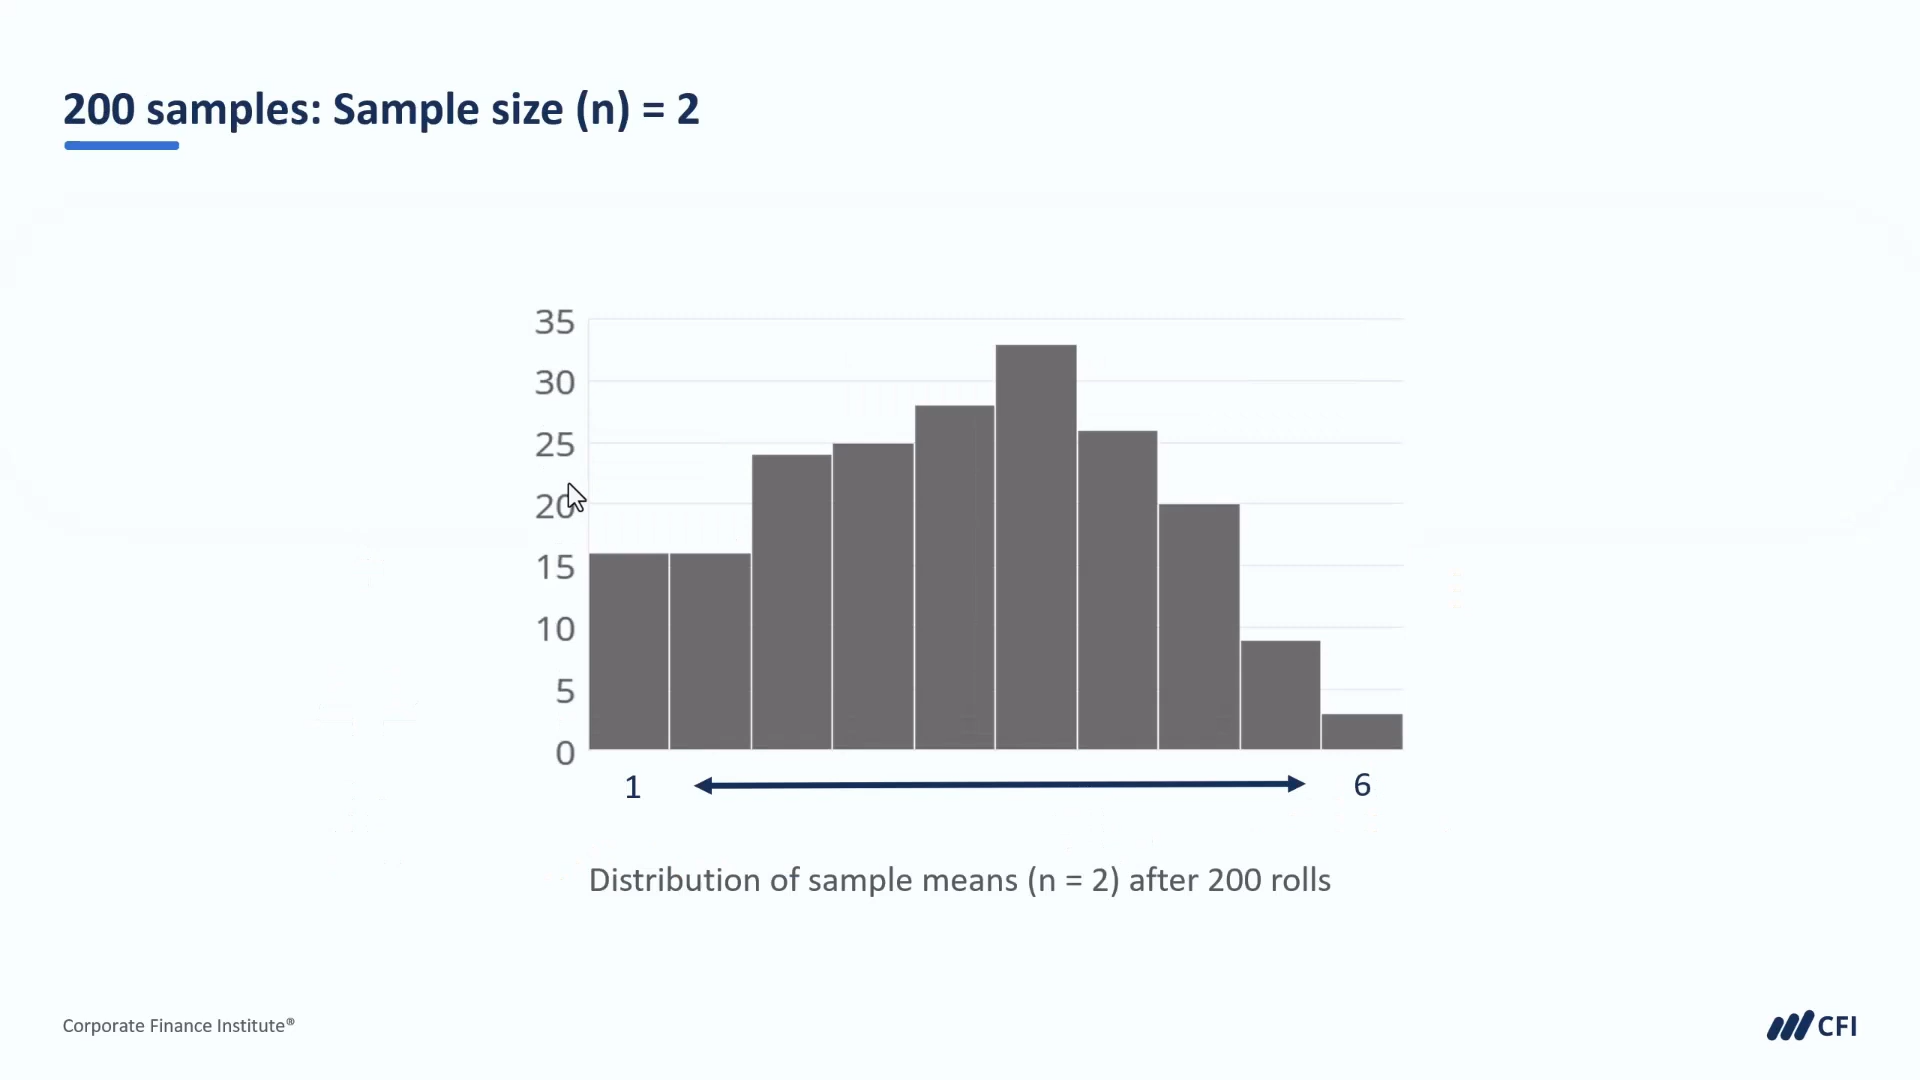 200 samples: Sample size (n) = 2
35
30
25
20
15
10
5
0
1
6
Distribution of sample means (n = 2) after 200 rolls
Corporate Finance Institute®
CFI